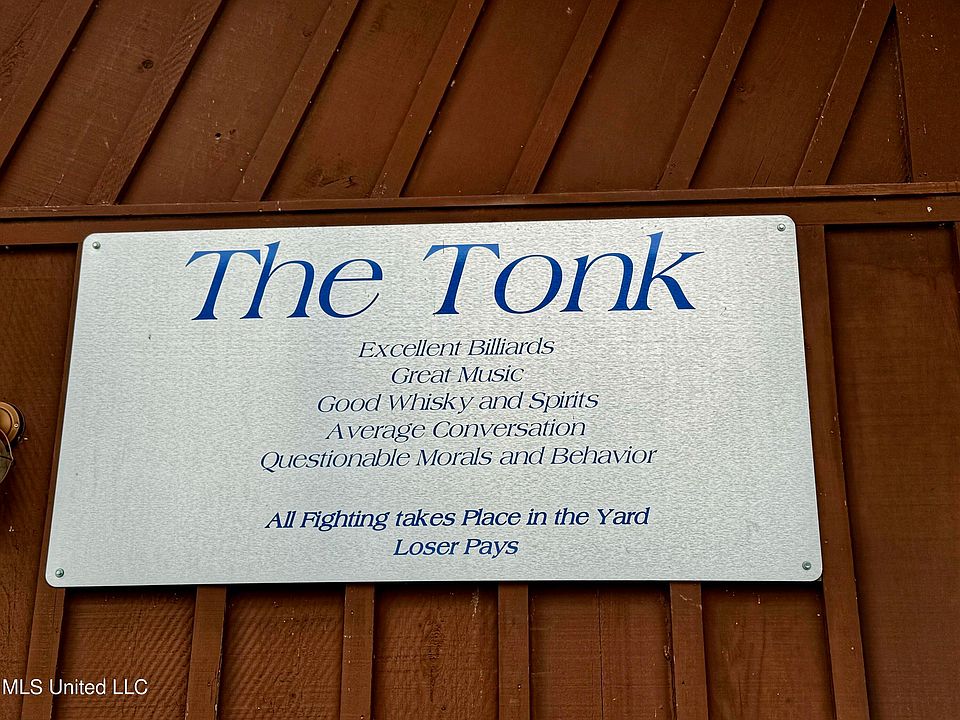 The Tonk
Excellent Billiards
Great Music
Good Whisky and Spirits
Average Conversation
Questionable Morals and Behavior
All Fighting takes Place in the Yard
Loser Pays
MLS United LLC